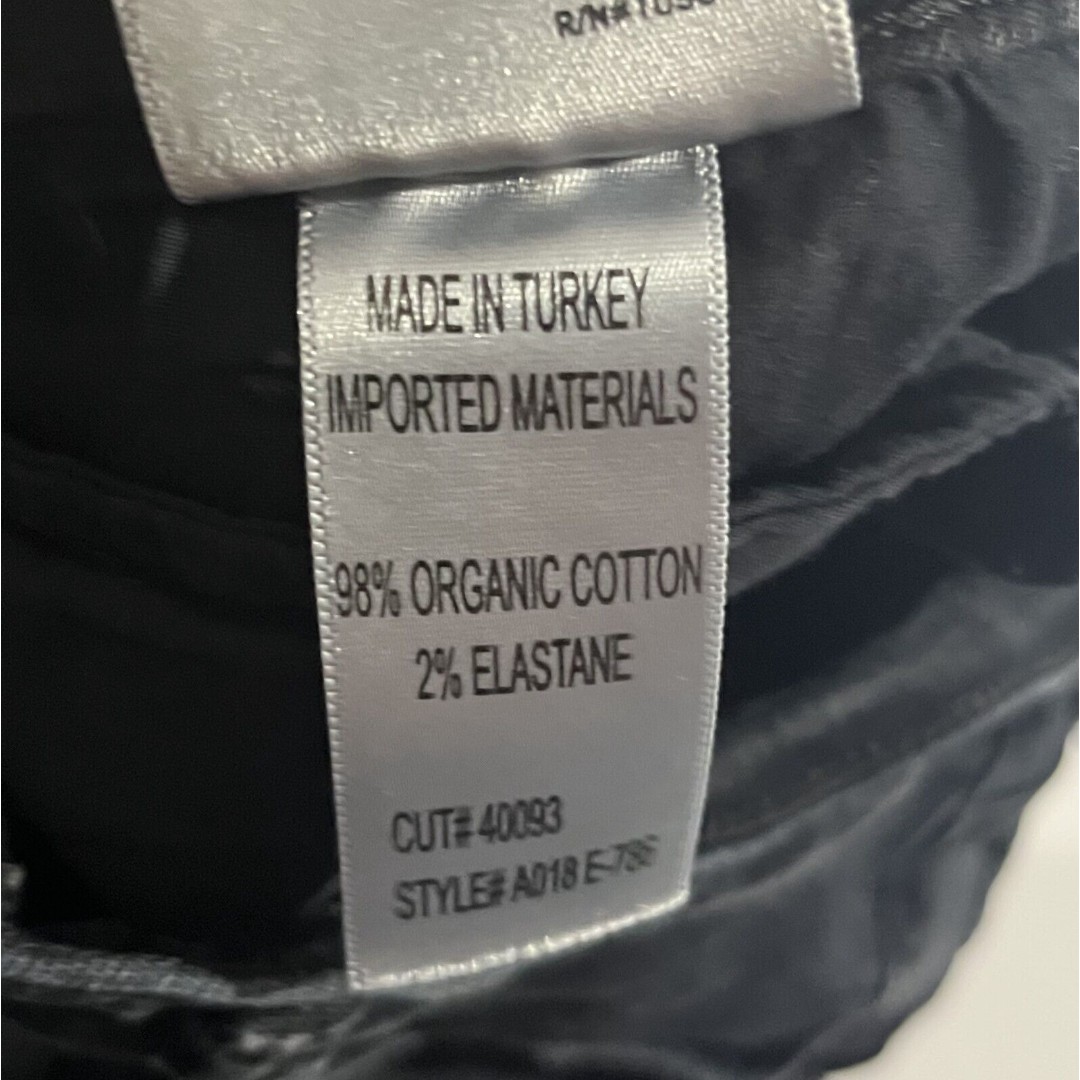 MADE IN TURKEY
IMPORTED MATERIALS
98% ORGANIC COTTON
2% ELASTANE
CUT# 40093
STYLE# A018 E-786